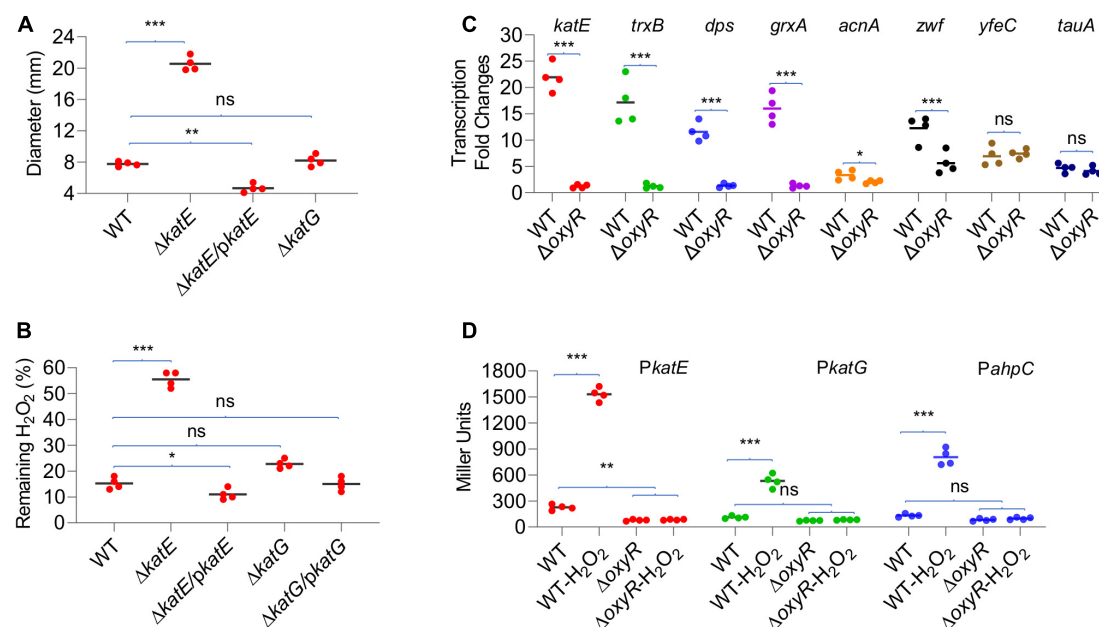 A
Diameter (mm)
24
20
16
12
8
4
***
ns
**
WT
ΔkatE
ΔkatE/pkatE
ΔkatG
B
Remaining H₂O₂ (%)
60
50
40
30
20
10
0
***
ns
ns
*
WT
ΔkatE
ΔkatE/pkatE
ΔkatG
ΔkatG/pkatG
C
katE trxB dps grxA acnA zwf yfeC tauA
Transcription
Fold Changes
30
25
20
15
10
5
0
*** *** *** *** * *** ns ns
WT ΔoxyR WT ΔoxyR WT ΔoxyR WT ΔoxyR WT ΔoxyR WT ΔoxyR WT ΔoxyR WT ΔoxyR
D
PkatE PkatG PahpC
Miller Units
1800
1500
1200
900
600
300
0
*** ** *** ns *** ns
WT WT-H₂O₂ ΔoxyR ΔoxyR-H₂O₂ WT WT-H₂O₂ ΔoxyR ΔoxyR-H₂O₂ WT WT-H₂O₂ ΔoxyR ΔoxyR-H₂O₂